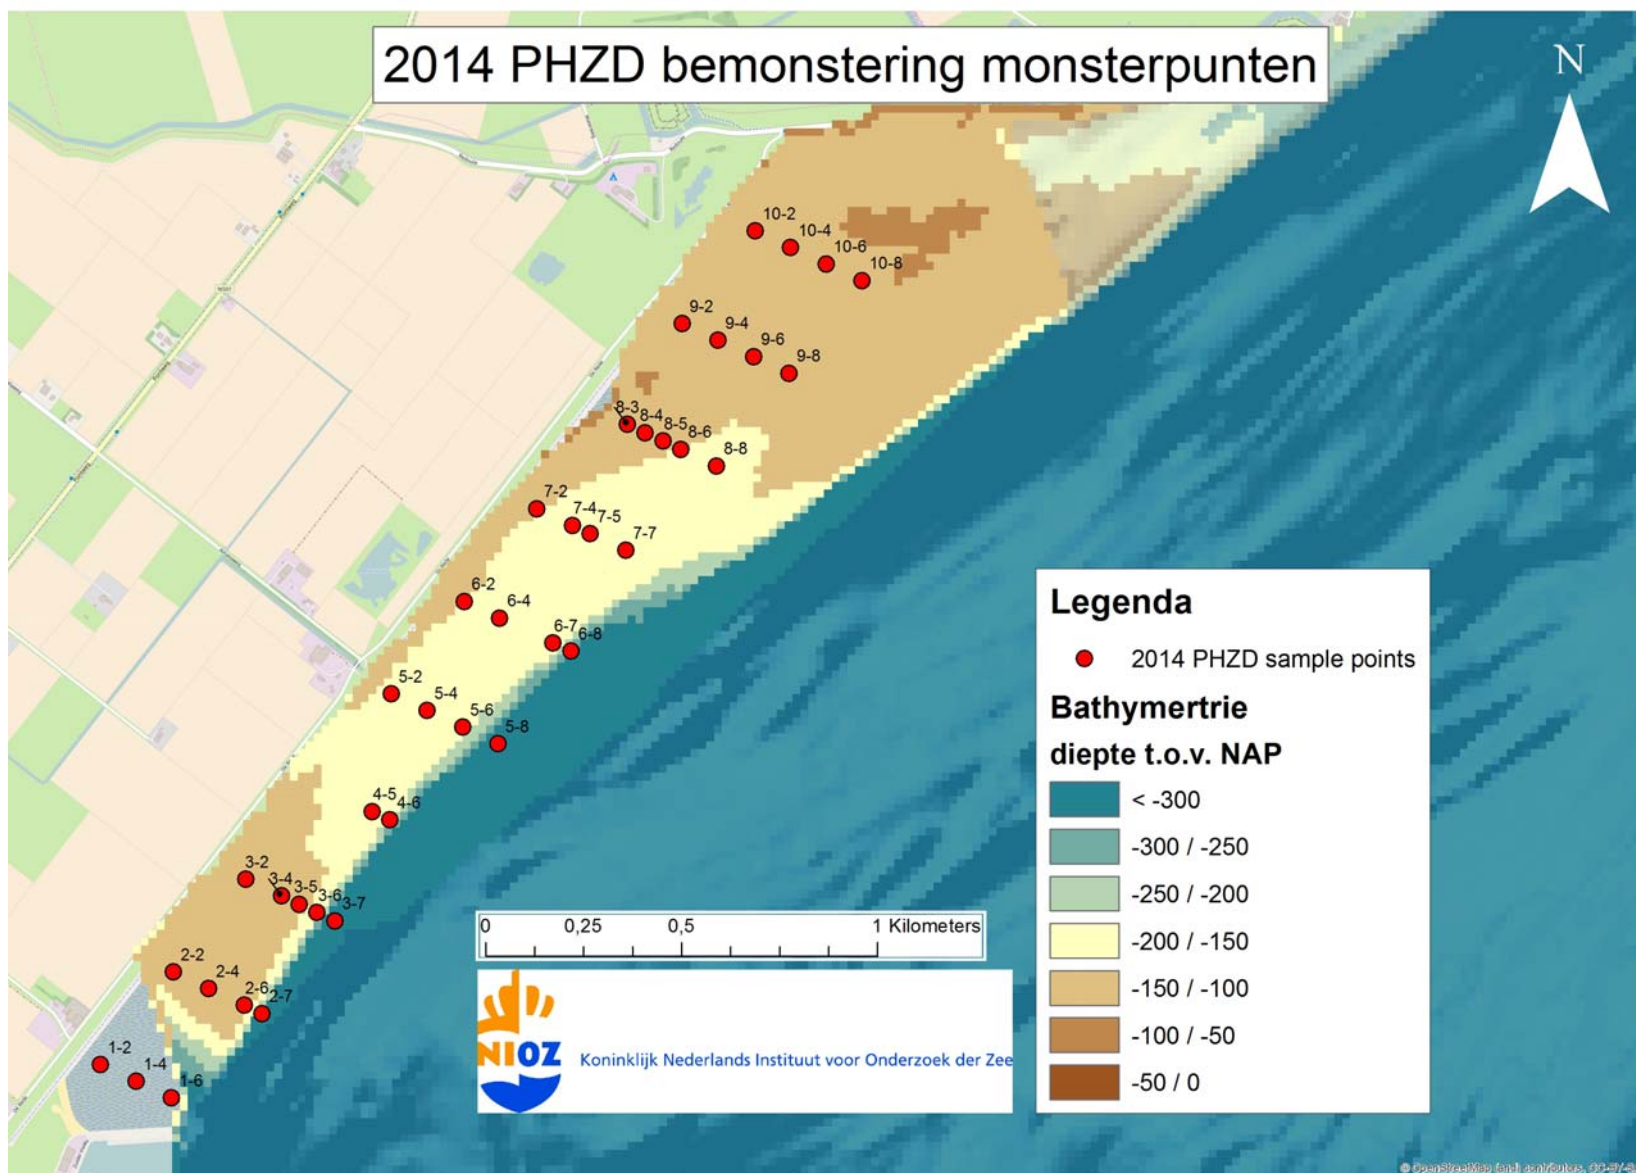 2014 PHZD bemonstering monsterpunten
N
10-2
10-4
10-6
10-8
9-2
9-4
9-6
9-8
8-3
8-4
8-5
8-6
8-8
7-2
7-4
7-5
7-7
6-2
6-4
6-7
6-8
5-2
5-4
5-6
5-8
4-5
4-6
3-2
3-4
3-5
3-6
3-7
2-2
2-4
2-6
2-7
1-2
1-4
1-6
Legenda
2014 PHZD sample points
Bathymertrie
diepte t.o.v. NAP
< -300
-300 / -250
-250 / -200
-200 / -150
-150 / -100
-100 / -50
-50 / 0
0 0,25 0,5 1 Kilometers
NIOZ
Koninklijk Nederlands Instituut voor Onderzoek der Zee
© OpenStreetMap (and) contributors, CC-BY-